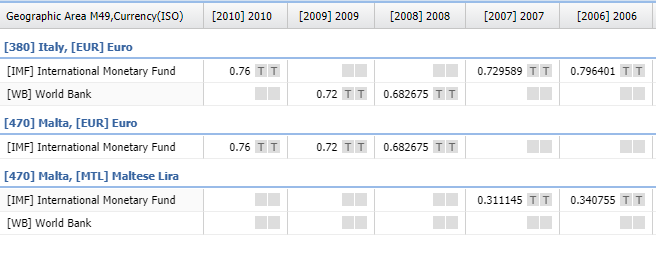 Geographic Area M49,Currency(ISO) [2010] 2010 [2009] 2009 [2008] 2008 [2007] 2007 [2006] 2006
[380] Italy, [EUR] Euro
[IMF] International Monetary Fund 0.76 T T 0.729589 T T 0.796401 T T
[WB] World Bank 0.72 T T 0.682675 T T
[470] Malta, [EUR] Euro
[IMF] International Monetary Fund 0.76 T T 0.72 T T 0.682675 T T
[470] Malta, [MTL] Maltese Lira
[IMF] International Monetary Fund 0.311145 T T 0.340755 T T
[WB] World Bank